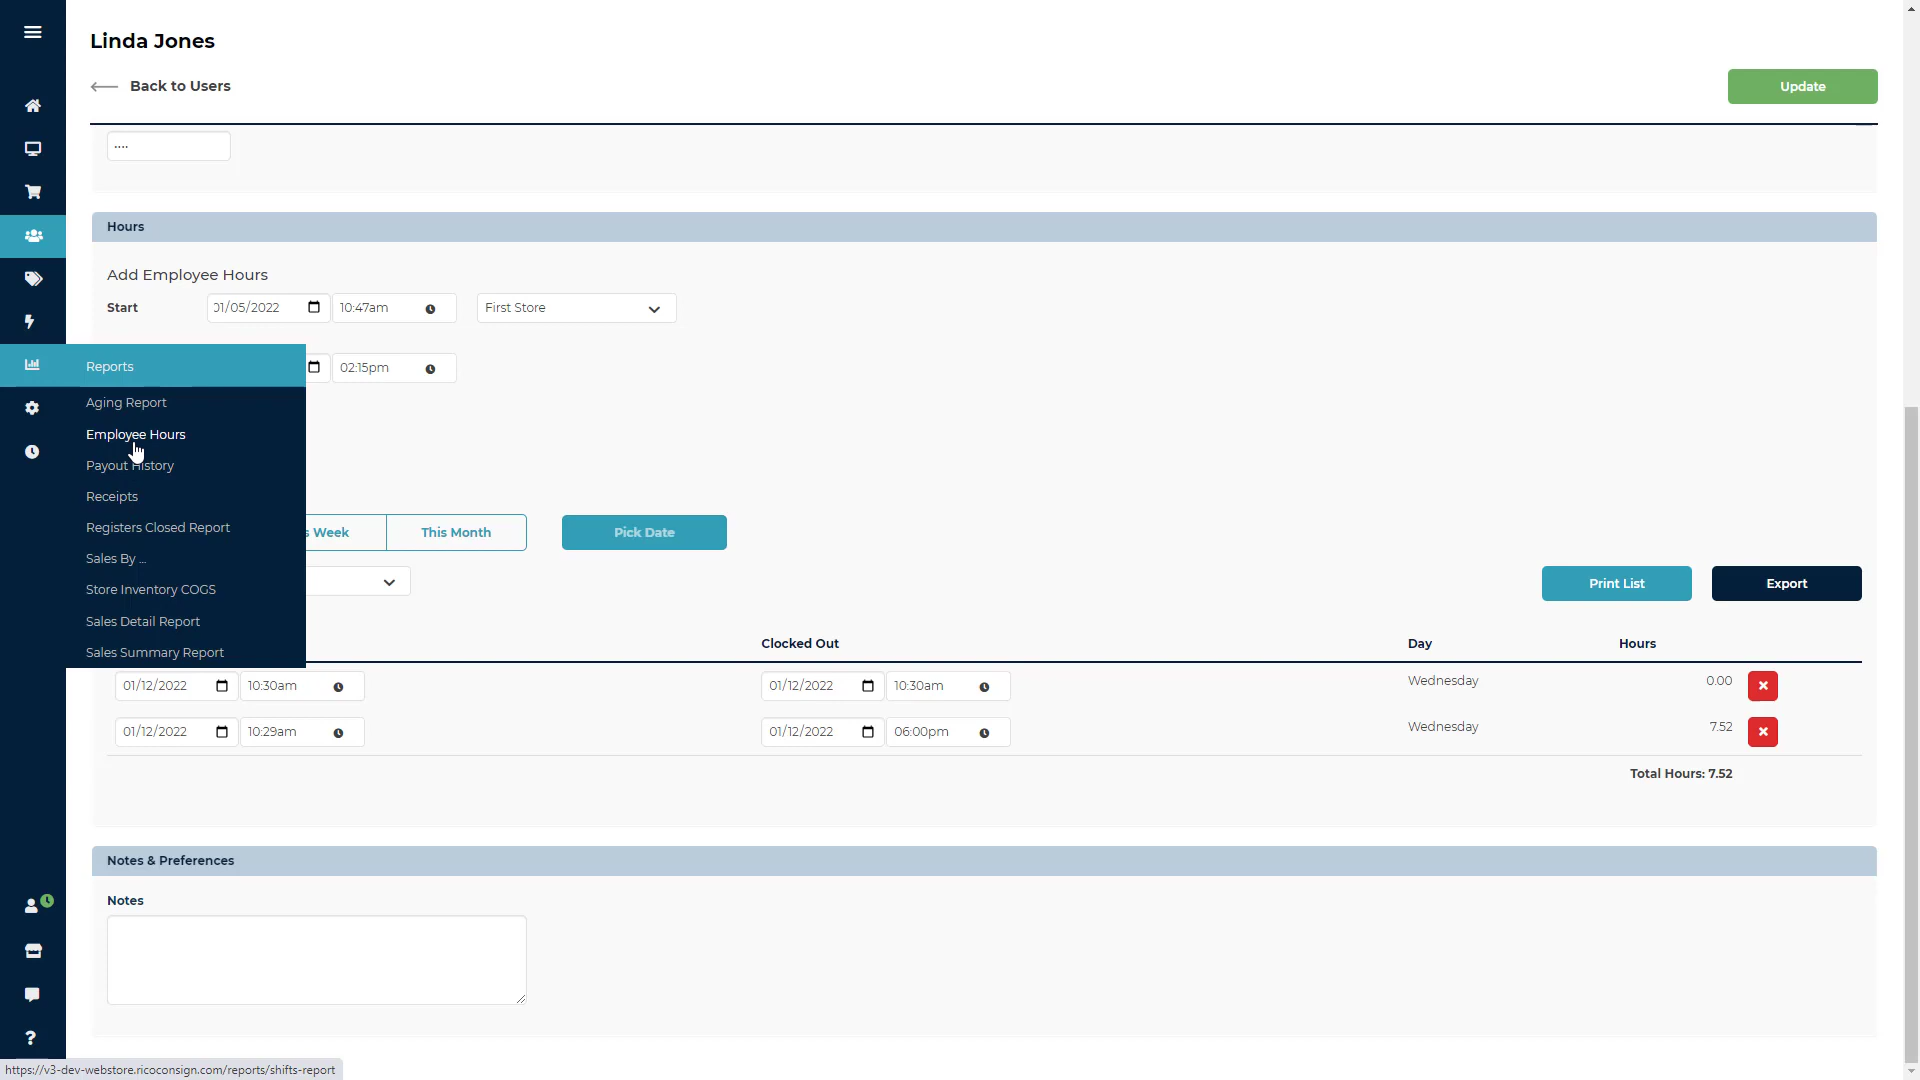 Linda Jones
Back to Users
Update
....
Hours
Add Employee Hours
Start 01/05/2022 10:47am First Store
Reports
02:15pm
Aging Report
Employee Hours
Payout History
Receipts
Registers Closed Report
s Week This Month Pick Date
Sales By ...
Store Inventory COGS
Print List Export
Sales Detail Report
Sales Summary Report
Clocked Out Day Hours
01/12/2022 10:30am 01/12/2022 10:30am Wednesday 0.00
01/12/2022 10:29am 01/12/2022 06:00pm Wednesday 7.52
Total Hours: 7.52
Notes & Preferences
Notes
?
https://v3-dev-webstore.ricoconsign.com/reports/shifts-report